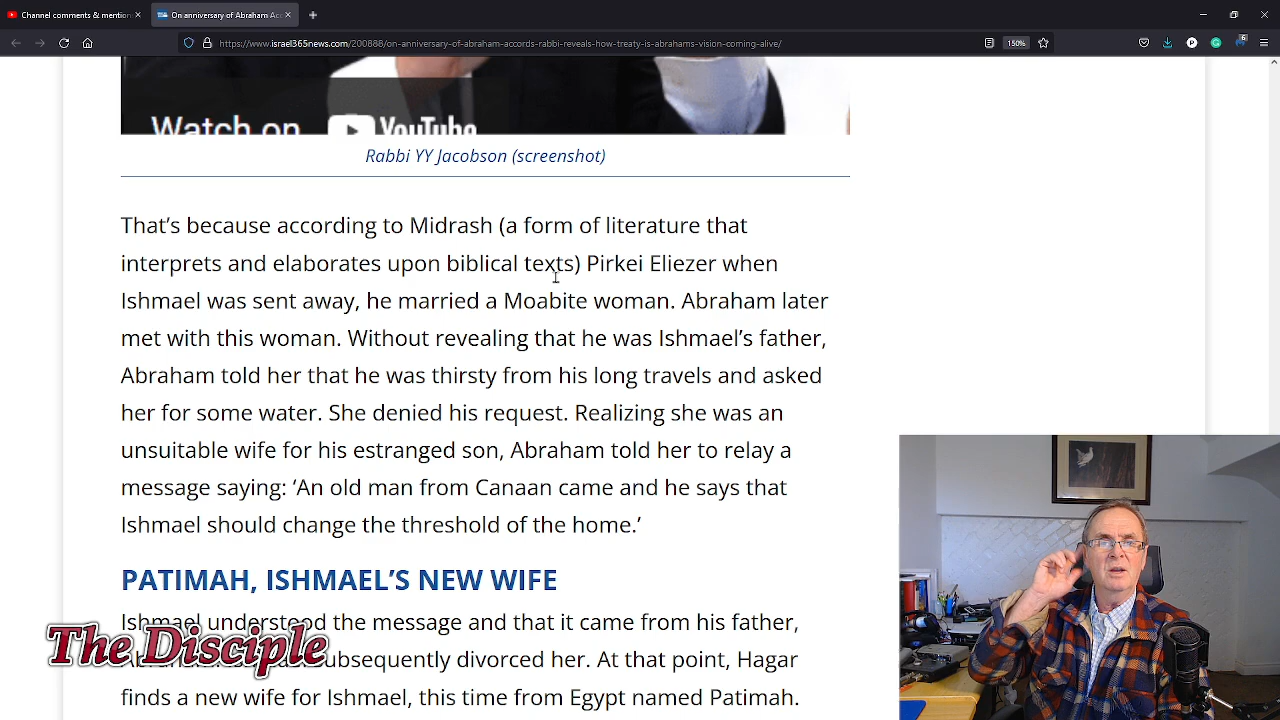 Channel comments & mention
On anniversary of Abraham Acc
https://www.israel365news.com/200888/on-anniversary-of-abraham-accords-rabbi-reveals-how-treaty-is-abrahams-vision-coming-alive/
150%
Watch on YouTube
Rabbi YY Jacobson (screenshot)
That’s because according to Midrash (a form of literature that
interprets and elaborates upon biblical texts) Pirkei Eliezer when
Ishmael was sent away, he married a Moabite woman. Abraham later
met with this woman. Without revealing that he was Ishmael’s father,
Abraham told her that he was thirsty from his long travels and asked
her for some water. She denied his request. Realizing she was an
unsuitable wife for his estranged son, Abraham told her to relay a
message saying: ‘An old man from Canaan came and he says that
Ishmael should change the threshold of the home.’
PATIMAH, ISHMAEL’S NEW WIFE
Ishmael understood the message and that it came from his father,
subsequently divorced her. At that point, Hagar
The Disciple
finds a new wife for Ishmael, this time from Egypt named Patimah.